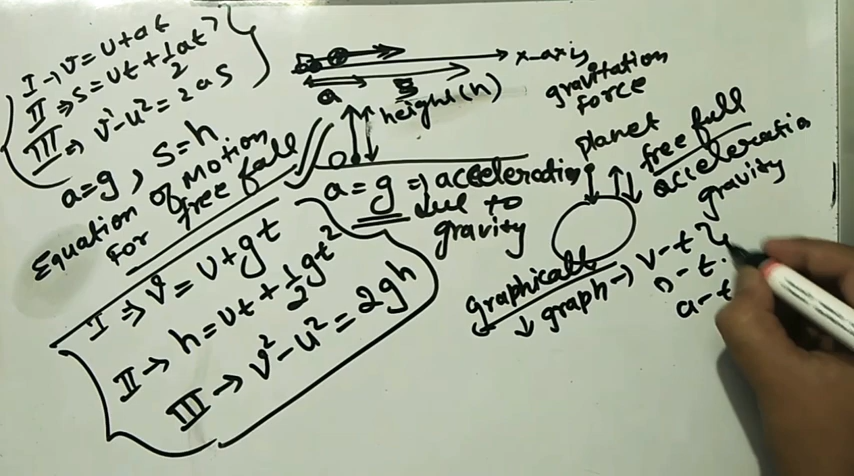 I → v = u + at
II ⇒ s = ut + 1/2 at²
III ⇒ v² - u² = 2as
a = g , s = h
Equation of Motion
For free fall
I ⇒ v = u + gt
II → h = ut + 1/2 gt²
III → v² - u² = 2gh
x-axis
a
S
height(h)
a = g ⇒ acceleration
due to
gravity
gravitation
force
planet
free fall
acceleration
gravity
graphical
↓ graph → v-t
s-t
a-t